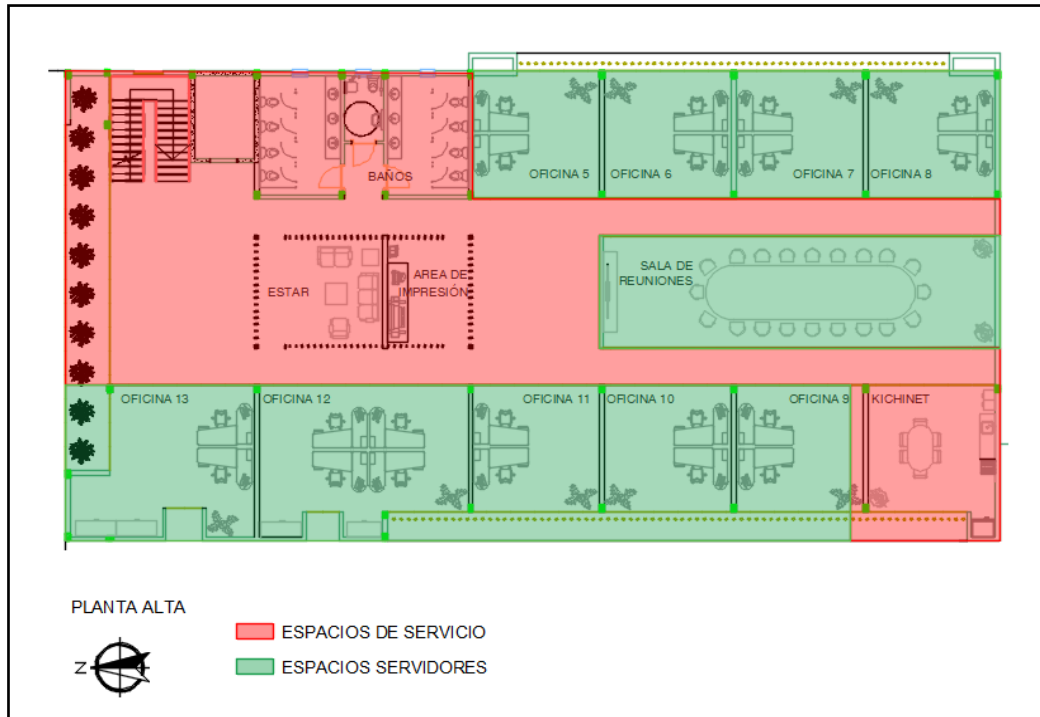 BAÑOS
OFICINA 5
OFICINA 6
OFICINA 7
OFICINA 8
ESTAR
AREA DE
IMPRESIÓN
SALA DE
REUNIONES
OFICINA 13
OFICINA 12
OFICINA 11
OFICINA 10
OFICINA 9
KICHINET
PLANTA ALTA
Z
ESPACIOS DE SERVICIO
ESPACIOS SERVIDORES